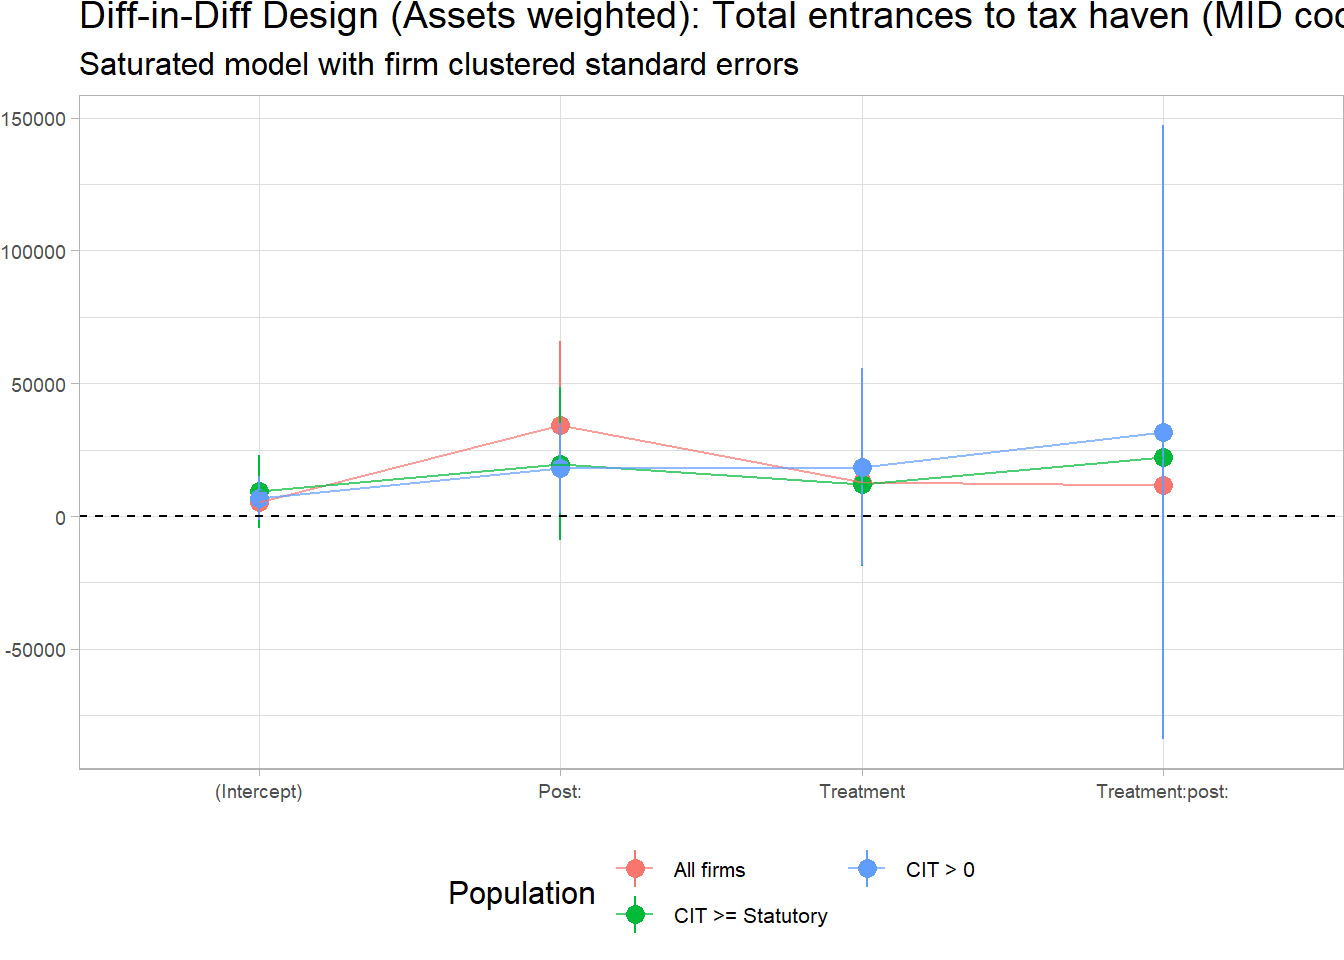 Diff-in-Diff Design (Assets weighted): Total entrances to tax haven (MID
Saturated model with firm clustered standard errors
150000
100000
50000
0
-50000
(Intercept) Post: Treatment Treatment:post:
Population
All firms
CIT > 0
CIT >= Statutory